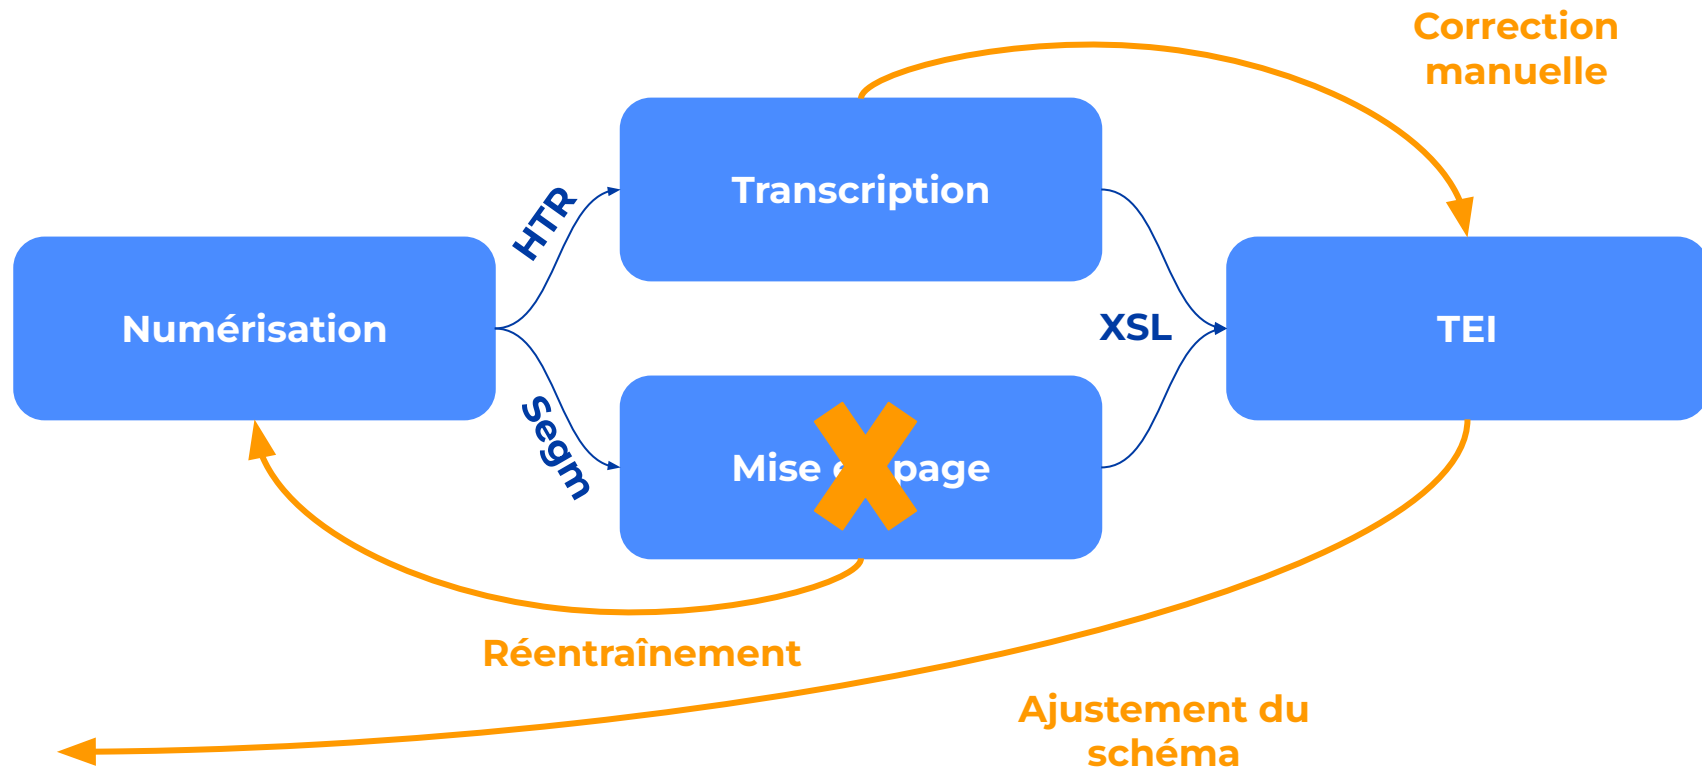 Correction
manuelle
Transcription
HTR
Numérisation
XSL
TEI
Segm
Mise e page
Réentraînement
Ajustement du
schéma